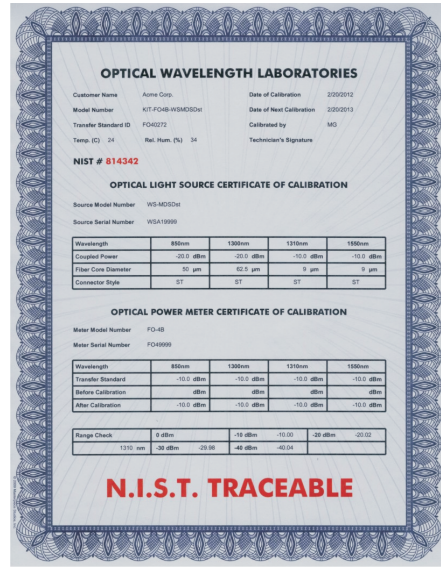 OPTICAL WAVELENGTH LABORATORIES
Customer Name Acme Corp. Date of Calibration 2/20/2012
Model Number KIT-FO4B-WSMDSDst Date of Next Calibration 2/20/2013
Transfer Standard ID FO40272 Calibrated by MG
Temp. (C) 24 Rel. Hum. (%) 34 Technician's Signature
NIST # 814342
OPTICAL LIGHT SOURCE CERTIFICATE OF CALIBRATION
Source Model Number WS-MDSDst
Source Serial Number WSA19999
Wavelength 850nm 1300nm 1310nm 1550nm
Coupled Power -20.0 dBm -20.0 dBm -10.0 dBm -10.0 dBm
Fiber Core Diameter 50 µm 62.5 µm 9 µm 9 µm
Connector Style ST ST ST ST
OPTICAL POWER METER CERTIFICATE OF CALIBRATION
Meter Model Number FO-4B
Meter Serial Number FO49999
Wavelength 850nm 1300nm 1310nm 1550nm
Transfer Standard -10.0 dBm -10.0 dBm -10.0 dBm -10.0 dBm
Before Calibration dBm dBm dBm dBm
After Calibration -10.0 dBm -10.0 dBm -10.0 dBm -10.0 dBm
Range Check 0 dBm -10 dBm -10.00 -20 dBm -20.02
1310 nm -30 dBm -29.98 -40 dBm -40.04
N.I.S.T. TRACEABLE